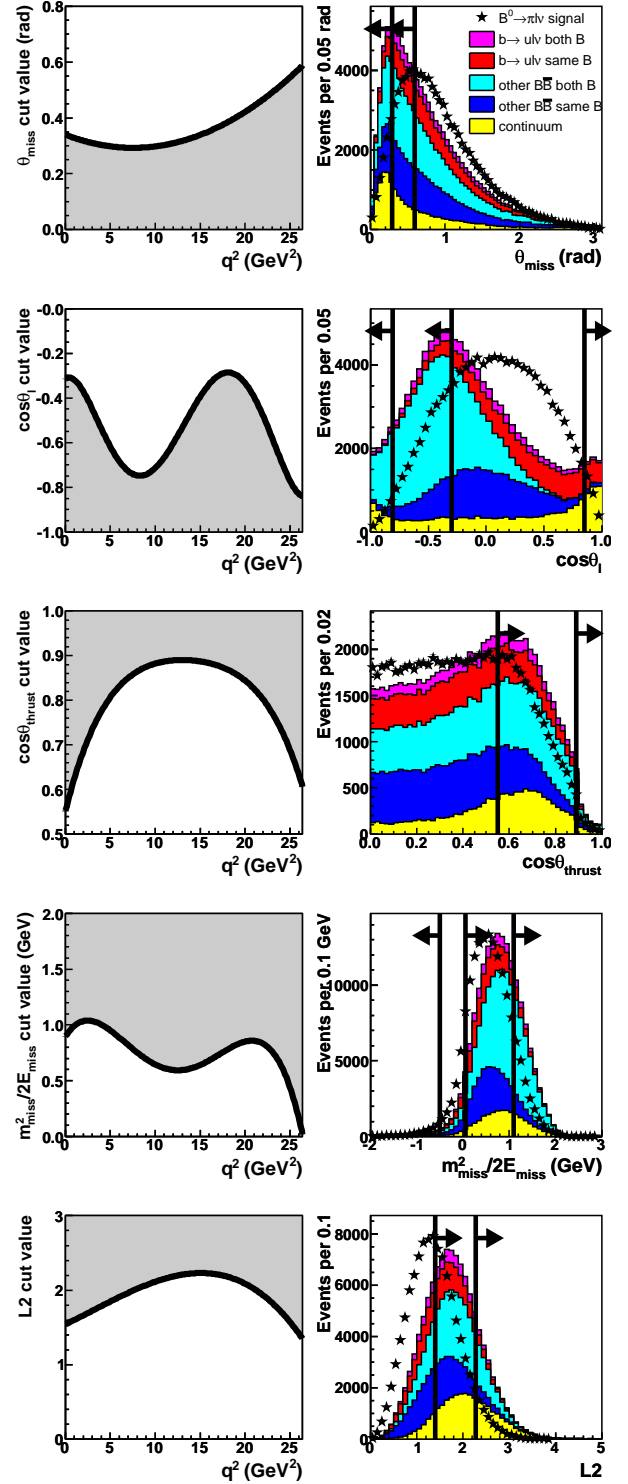 θmiss cut value (rad)
0.8
0.6
0.4
0.2
0.0
0 5 10 15 20 25
q² (GeV²)
Events per 0.05 rad
4000
2000
0
0 1 2 3
θmiss (rad)
B⁰→πlν signal
b→ ulν both B
b→ ulν same B
other BB̅ both B
other BB̅ same B
continuum
cosθl cut value
-0.0
-0.2
-0.4
-0.6
-0.8
-1.0
0 5 10 15 20 25
q² (GeV²)
Events per 0.05
4000
2000
0
-1.0 -0.5 0.0 0.5 1.0
cosθl
cosθthrust cut value
1.0
0.9
0.8
0.7
0.6
0.5
0 5 10 15 20 25
q² (GeV²)
Events per 0.02
2000
1500
1000
500
0
0.0 0.2 0.4 0.6 0.8 1.0
cosθthrust
m²miss/2Emiss cut value (GeV)
2.0
1.5
1.0
0.5
0.0
0 5 10 15 20 25
q² (GeV²)
Events per 0.1 GeV
10000
5000
0
-2 -1 0 1 2 3
m²miss/2Emiss (GeV)
L2 cut value
3
2
1
0
0 5 10 15 20 25
q² (GeV²)
Events per 0.1
8000
6000
4000
2000
0
0 1 2 3 4 5
L2